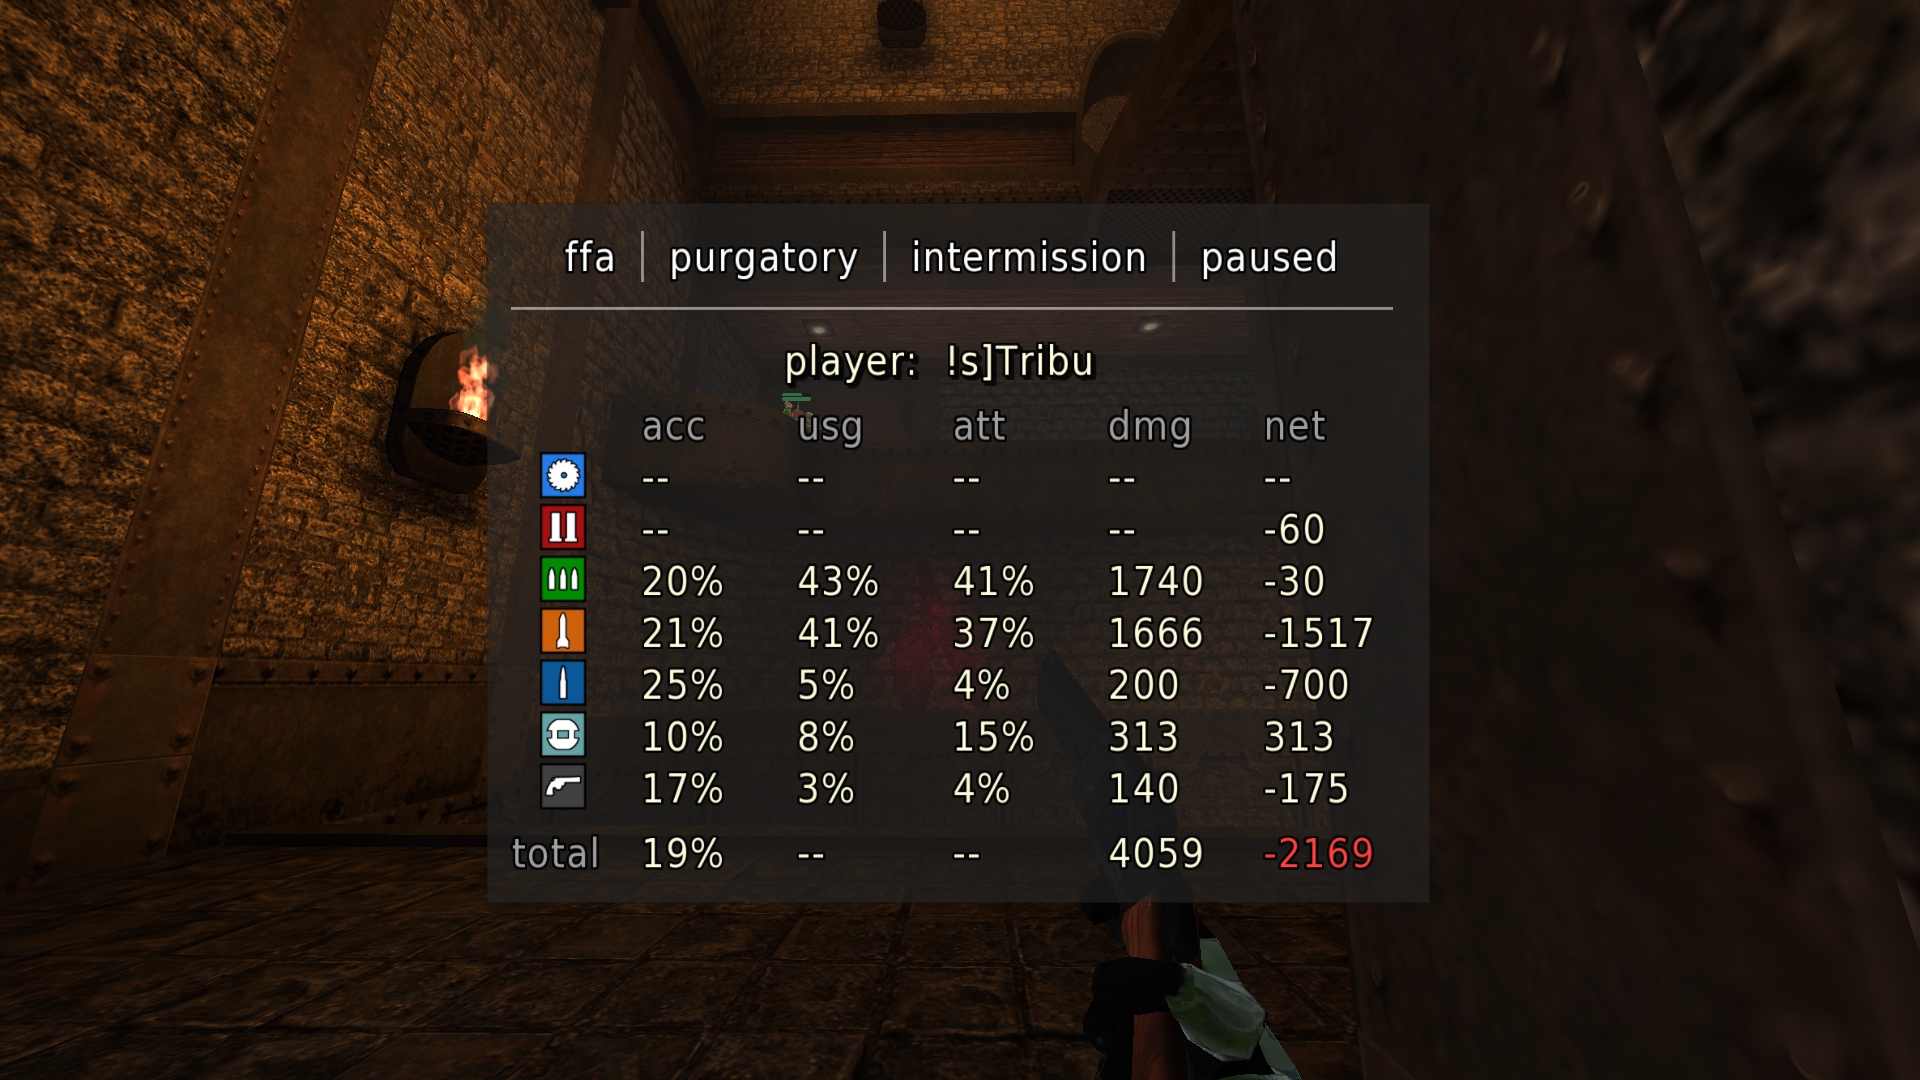 ffa | purgatory | intermission | paused
player: !s]Tribu
acc usg att dmg net
-- -- -- -- --
-- -- -- -- -60
20% 43% 41% 1740 -30
21% 41% 37% 1666 -1517
25% 5% 4% 200 -700
10% 8% 15% 313 313
17% 3% 4% 140 -175
total 19% -- -- 4059 -2169